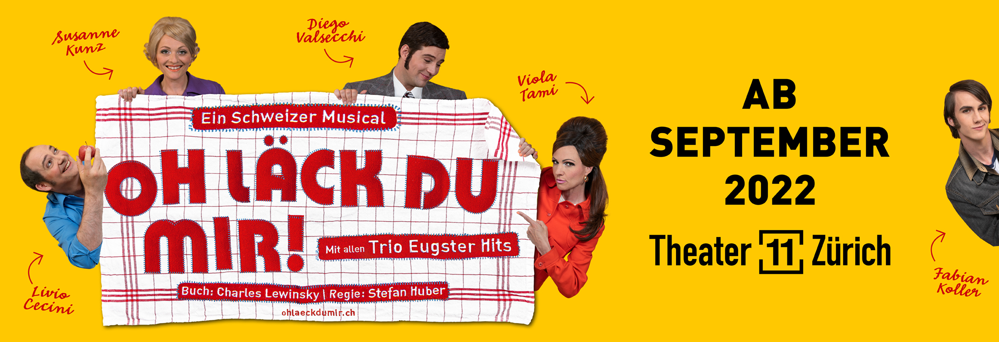 Susanne
Kunz
Diego
Valsecchi
Viola
Tami
Ein Schweizer Musical
OH LÄCK DU
MIR!
Mit allen Trio Eugster Hits
Buch: Charles Lewinsky | Regie: Stefan Huber
ohlaeckdumir.ch
Livio
Cecini
AB
SEPTEMBER
2022
Theater 11 Zürich
Fabian
Koller